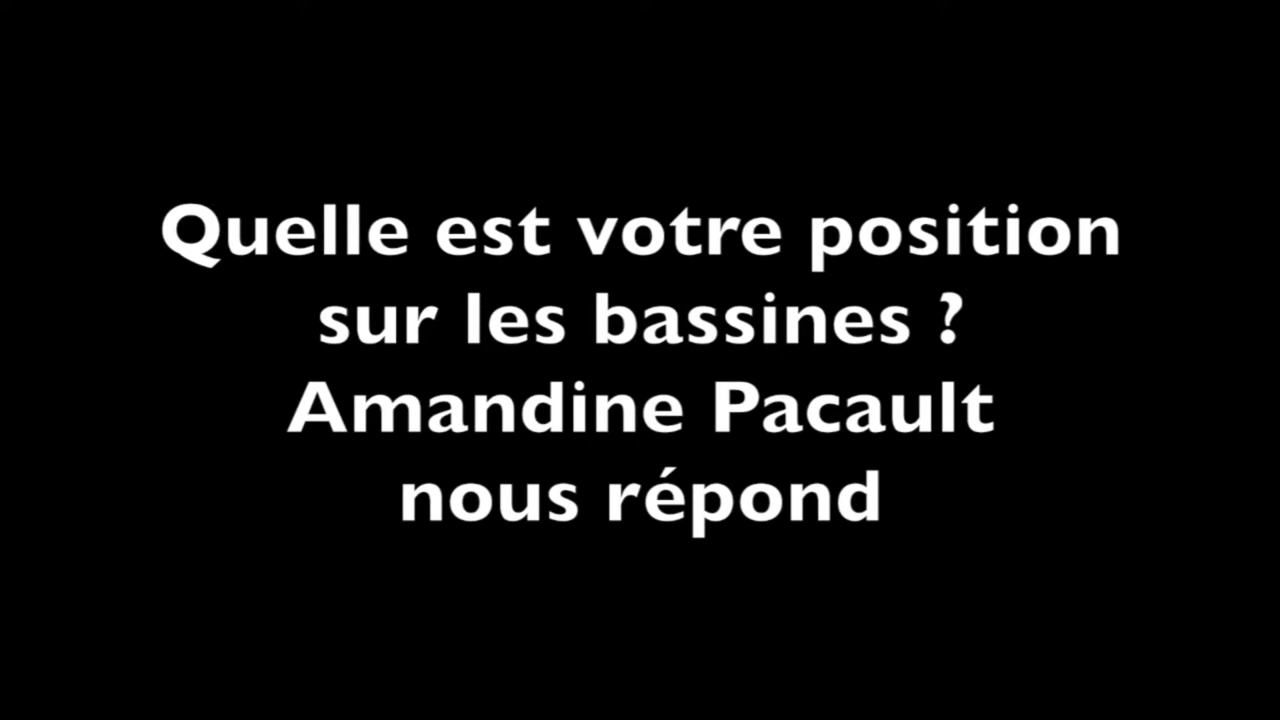 Quelle est votre position
sur les bassines ?
Amandine Pacault
nous répond